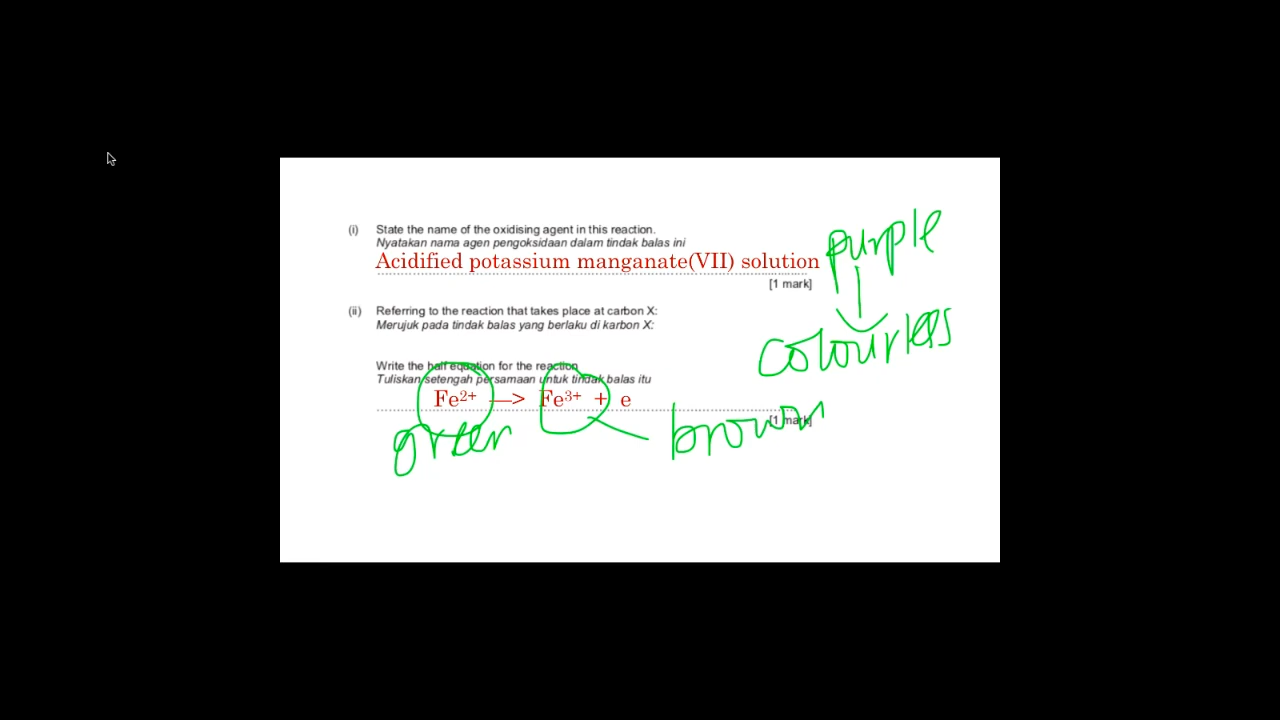 (i) State the name of the oxidising agent in this reaction.
Nyatakan nama agen pengoksidaan dalam tindak balas ini
Acidified potassium manganate(VII) solution
[1 mark]
purple
colourless
(ii) Referring to the reaction that takes place at carbon X:
Merujuk pada tindak balas yang berlaku di karbon X:
Write the half equation for the reaction
Tuliskan setengah persamaan untuk tindak balas itu
Fe²⁺ —> Fe³⁺ + e
[1 mark]
green
brown